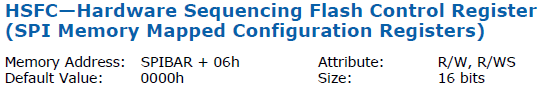 HSFC—Hardware Sequencing Flash Control Register
(SPI Memory Mapped Configuration Registers)
Memory Address: SPIBAR + 06h Attribute: R/W, R/WS
Default Value: 0000h Size: 16 bits